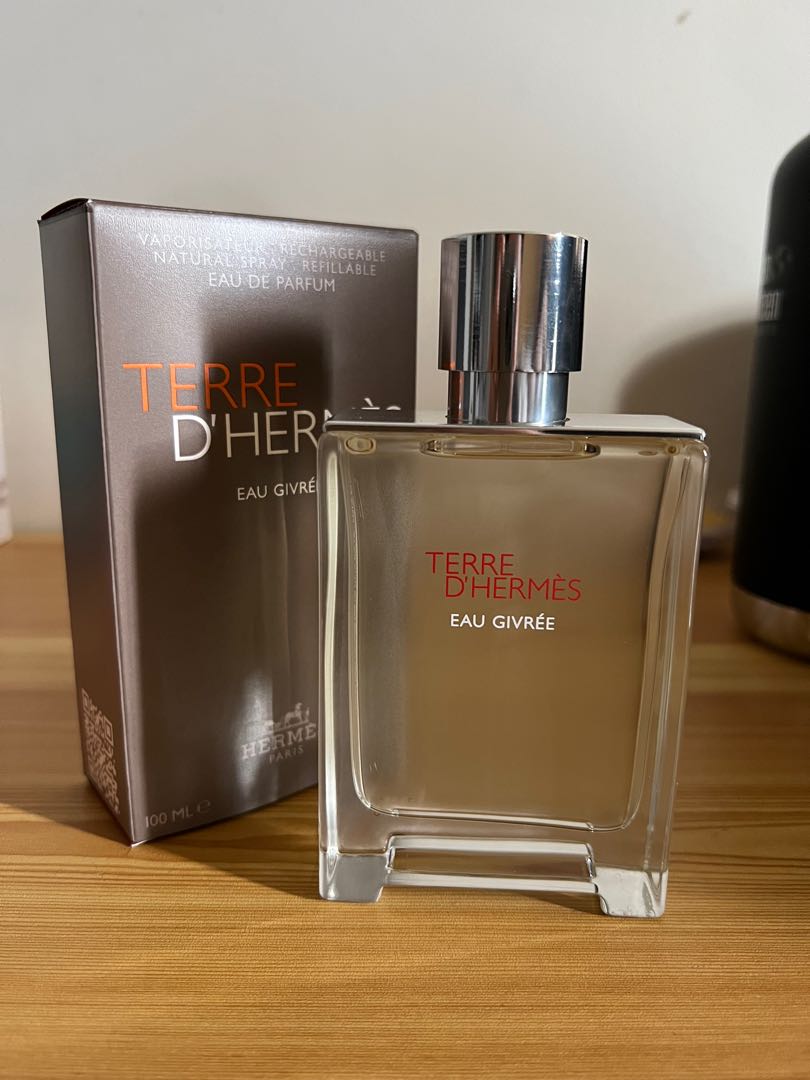 VAPORISATEUR · RECHARGEABLE
NATURAL SPRAY · REFILLABLE
EAU DE PARFUM
TERRE
D'HERMÈS
EAU GIVRÉE
HERMÈS
PARIS
100 ML ℮
TERRE
D'HERMÈS
EAU GIVRÉE